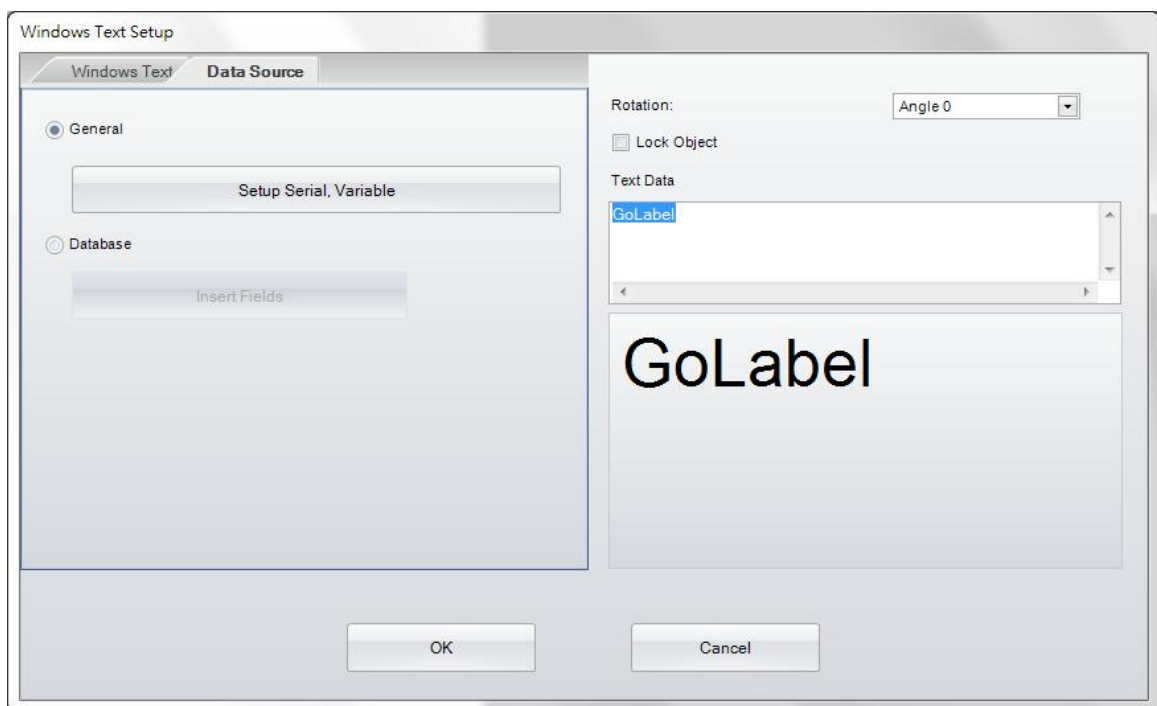 Windows Text Setup
Windows Text
Data Source
General
Setup Serial, Variable
Database
Insert Fields
Rotation:
Angle 0
Lock Object
Text Data
GoLabel
GoLabel
OK
Cancel